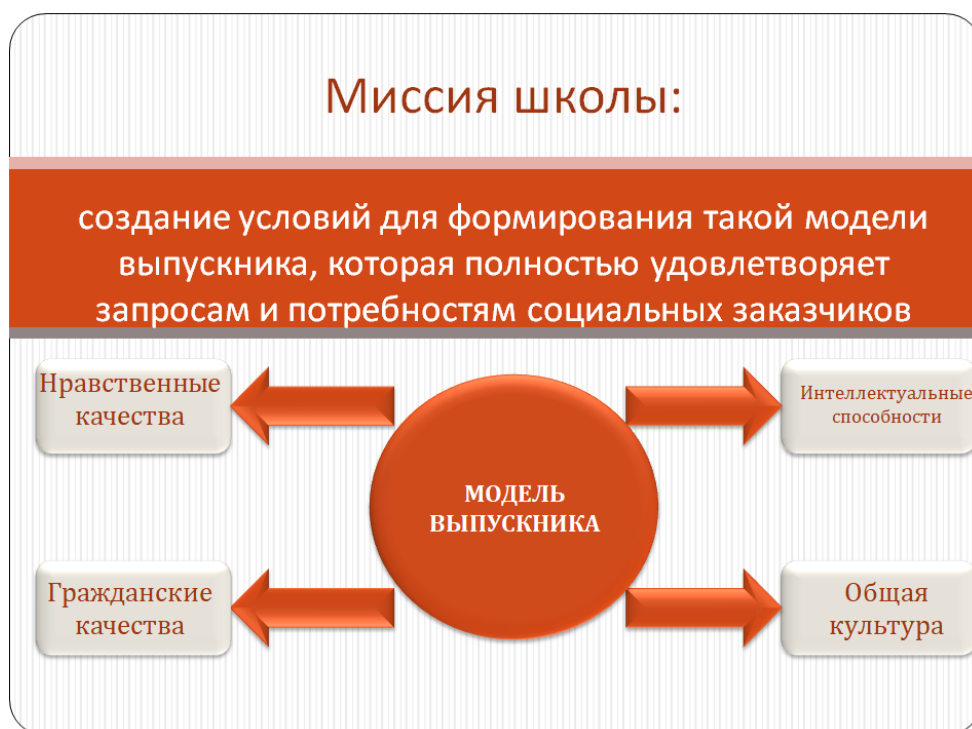 Миссия школы:
создание условий для формирования такой модели
выпускника, которая полностью удовлетворяет
запросам и потребностям социальных заказчиков
Нравственные
качества
Интеллектуальные
способности
МОДЕЛЬ
ВЫПУСКНИКА
Гражданские
качества
Общая
культура